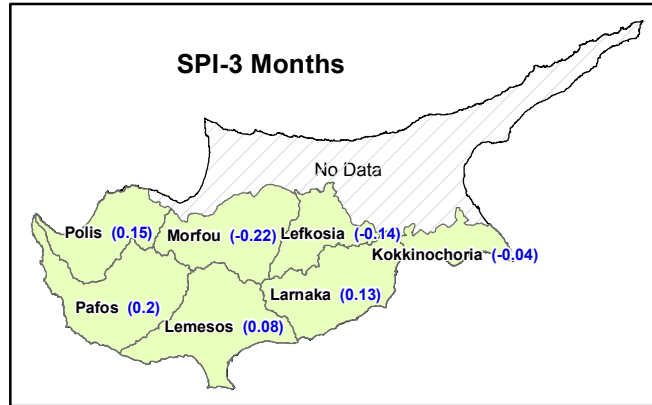 SPI-3 Months
No Data
Polis (0.15)
Morfou (-0.22)
Lefkosia (-0.14)
Kokkinochoria (-0.04)
Pafos (0.2)
Lemesos (0.08)
Larnaka (0.13)